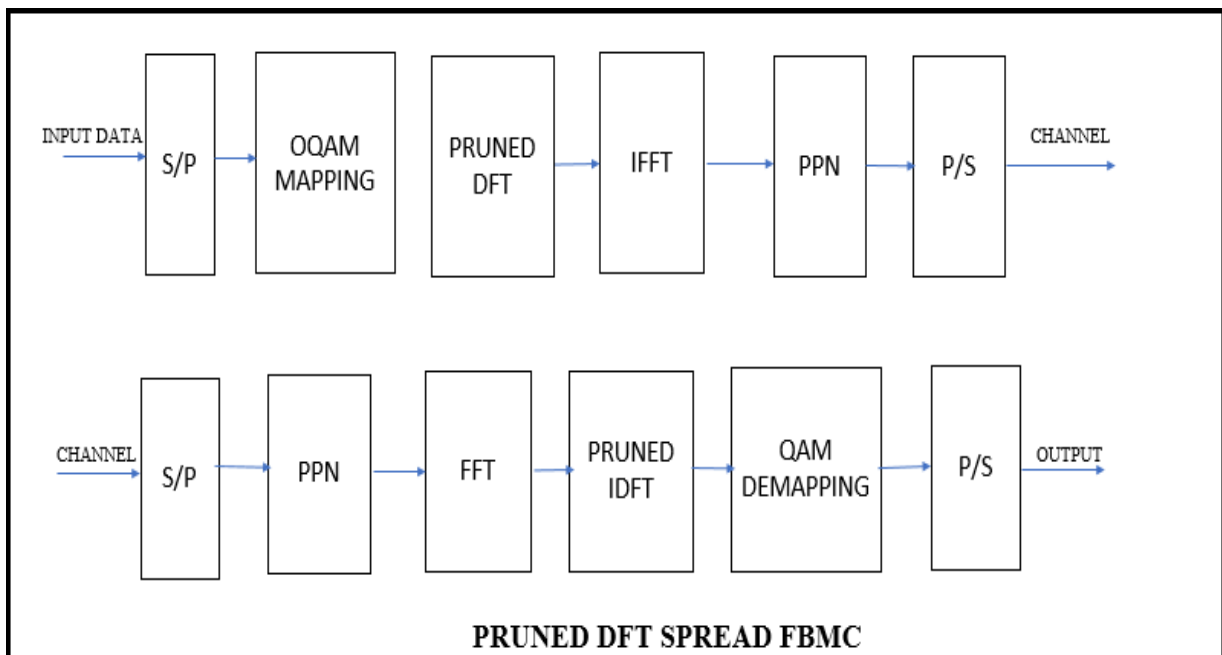 INPUT DATA
S/P
OQAM
MAPPING
PRUNED
DFT
IFFT
PPN
P/S
CHANNEL
CHANNEL
S/P
PPN
FFT
PRUNED
IDFT
QAM
DEMAPPING
P/S
OUTPUT
PRUNED DFT SPREAD FBMC